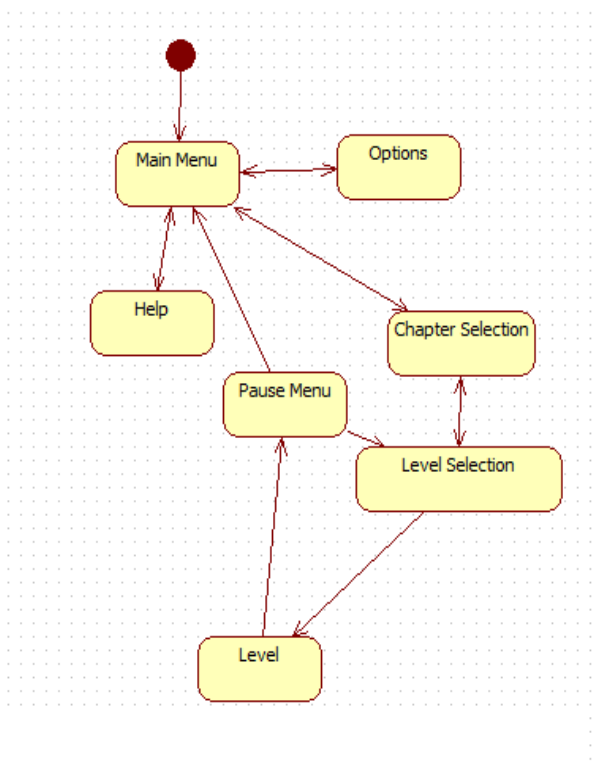 Main Menu
Options
Help
Chapter Selection
Pause Menu
Level Selection
Level